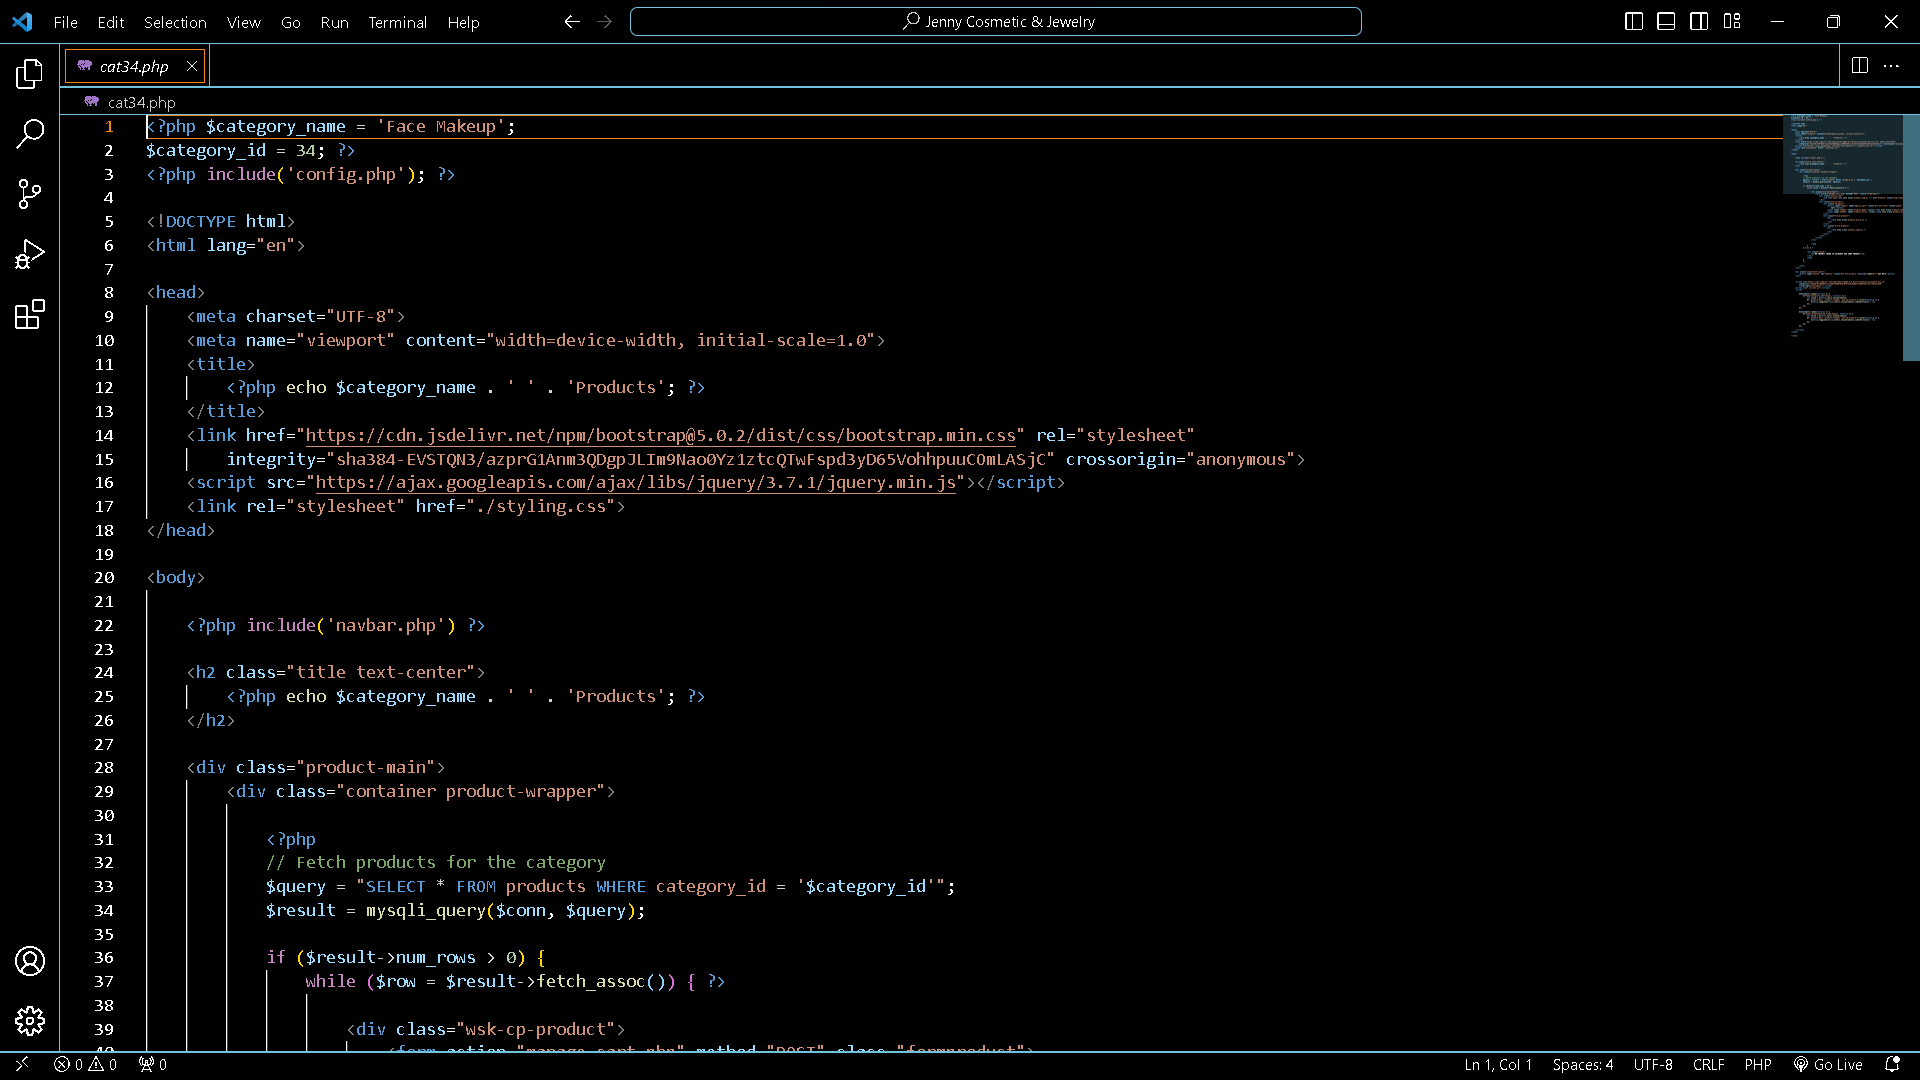 File Edit Selection View Go Run Terminal Help
Jenny Cosmetic & Jewelry
cat34.php
cat34.php
1 <?php $category_name = 'Face Makeup';
2 $category_id = 34; ?>
3 <?php include('config.php'); ?>
4
5 <!DOCTYPE html>
6 <html lang="en">
7
8 <head>
9 <meta charset="UTF-8">
10 <meta name="viewport" content="width=device-width, initial-scale=1.0">
11 <title>
12 <?php echo $category_name . ' ' . 'Products'; ?>
13 </title>
14 <link href="https://cdn.jsdelivr.net/npm/bootstrap@5.0.2/dist/css/bootstrap.min.css" rel="stylesheet"
15 integrity="sha384-EVSTQN3/azprG1Anm3QDgpJLIm9Nao0Yz1ztcQTwFspd3yD65VohhpuuCOmLASjC" crossorigin="anonymous">
16 <script src="https://ajax.googleapis.com/ajax/libs/jquery/3.7.1/jquery.min.js"></script>
17 <link rel="stylesheet" href="./styling.css">
18 </head>
19
20 <body>
21
22 <?php include('navbar.php') ?>
23
24 <h2 class="title text-center">
25 <?php echo $category_name . ' ' . 'Products'; ?>
26 </h2>
27
28 <div class="product-main">
29 <div class="container product-wrapper">
30
31 <?php
32 // Fetch products for the category
33 $query = "SELECT * FROM products WHERE category_id = '$category_id'";
34 $result = mysqli_query($conn, $query);
35
36 if ($result->num_rows > 0) {
37 while ($row = $result->fetch_assoc()) { ?>
38
39 <div class="wsk-cp-product">
0 0 0 Ln 1, Col 1 Spaces: 4 UTF-8 CRLF PHP Go Live